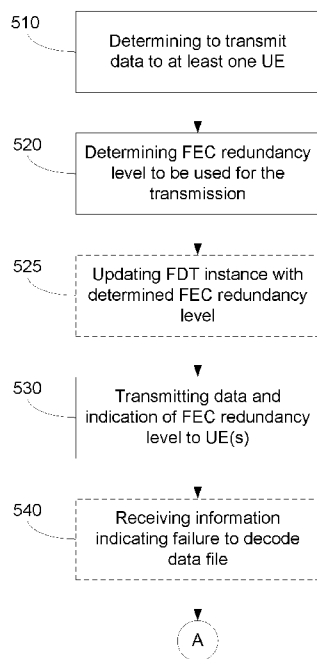 510
Determining to transmit
data to at least one UE
520
Determining FEC redundancy
level to be used for the
transmission
525
Updating FDT instance with
determined FEC redundancy
level
530
Transmitting data and
indication of FEC redundancy
level to UE(s)
540
Receiving information
indicating failure to decode
data file
A